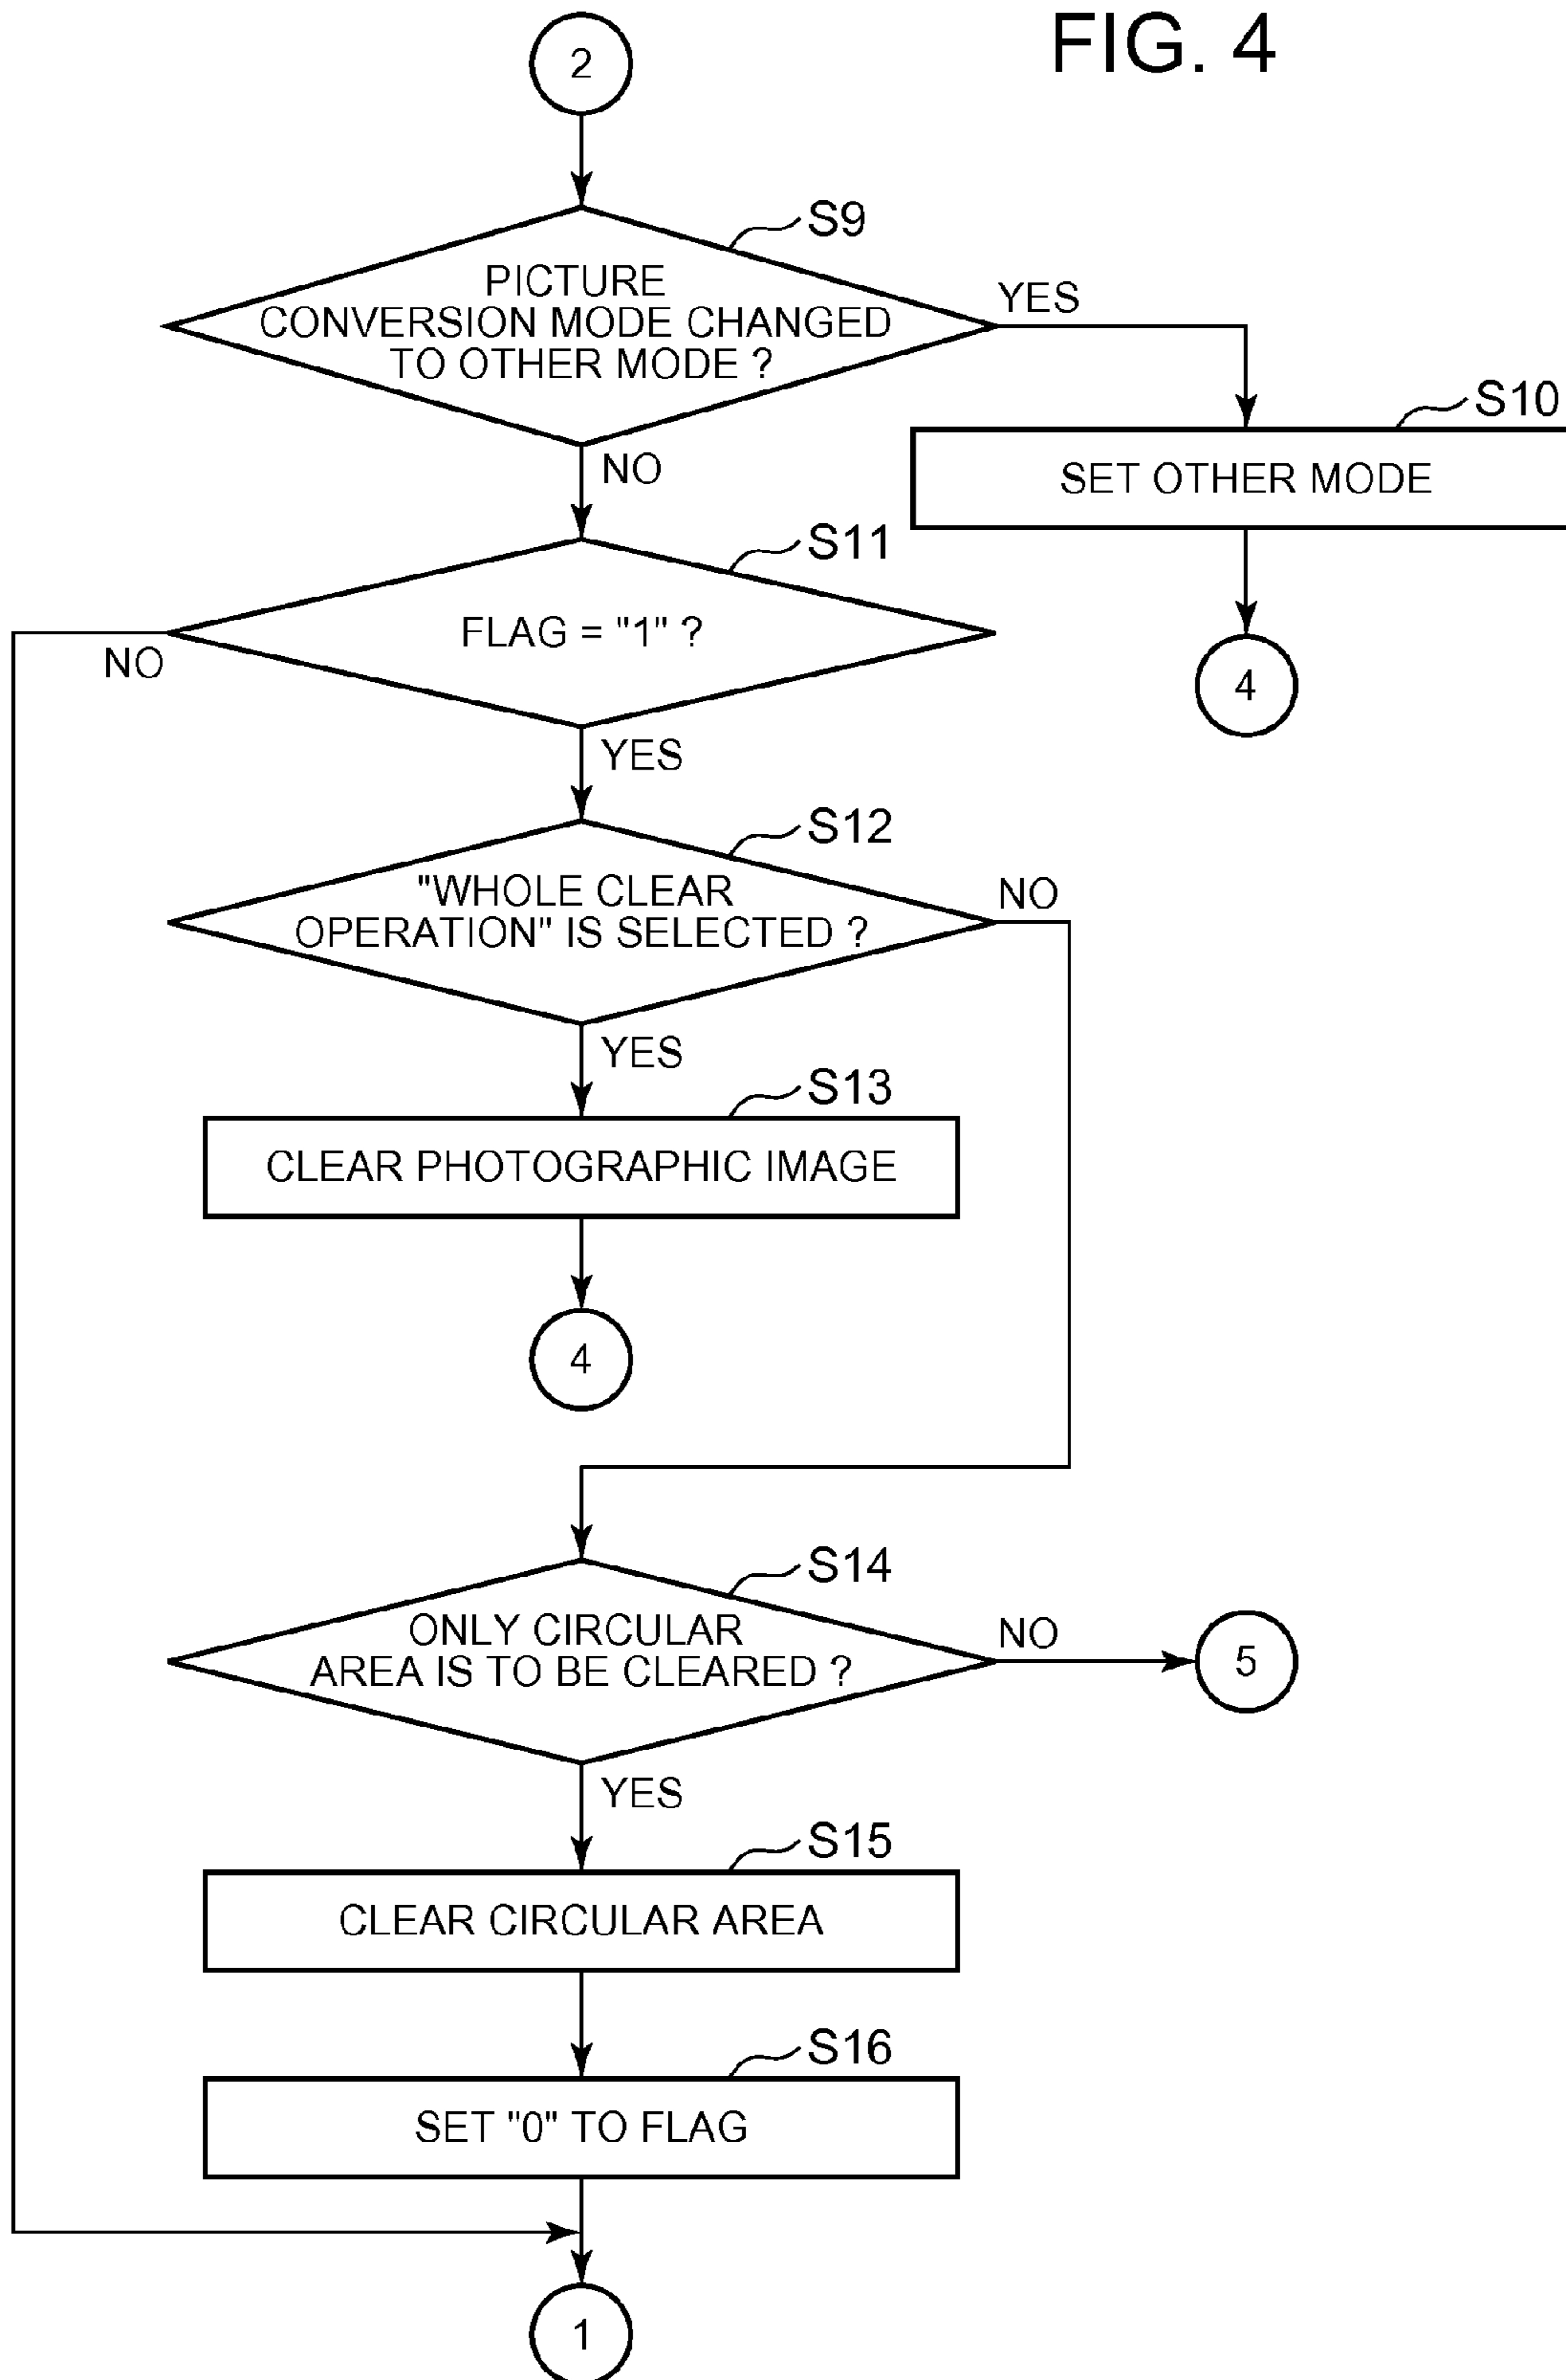 FIG. 4
2
S9
PICTURE
CONVERSION MODE CHANGED
TO OTHER MODE ?
YES
NO
S10
SET OTHER MODE
4
S11
FLAG = "1" ?
NO
YES
S12
"WHOLE CLEAR
OPERATION" IS SELECTED ?
NO
YES
S13
CLEAR PHOTOGRAPHIC IMAGE
4
S14
ONLY CIRCULAR
AREA IS TO BE CLEARED ?
NO
5
YES
S15
CLEAR CIRCULAR AREA
S16
SET "0" TO FLAG
1